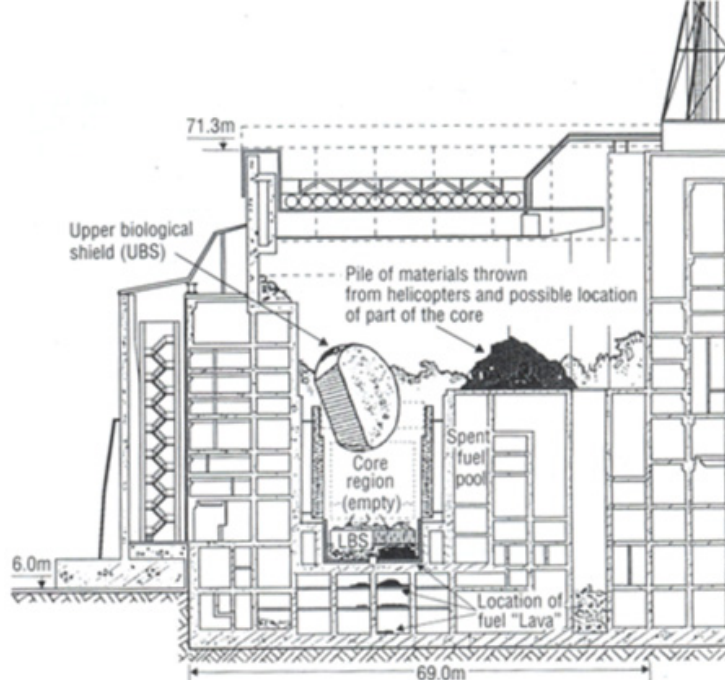 71.3m
Upper biological
shield (UBS)
Pile of materials thrown
from helicopters and possible location
of part of the core
Core
region
(empty)
Spent
fuel
pool
LBS
6.0m
Location of
fuel "Lava"
69.0m